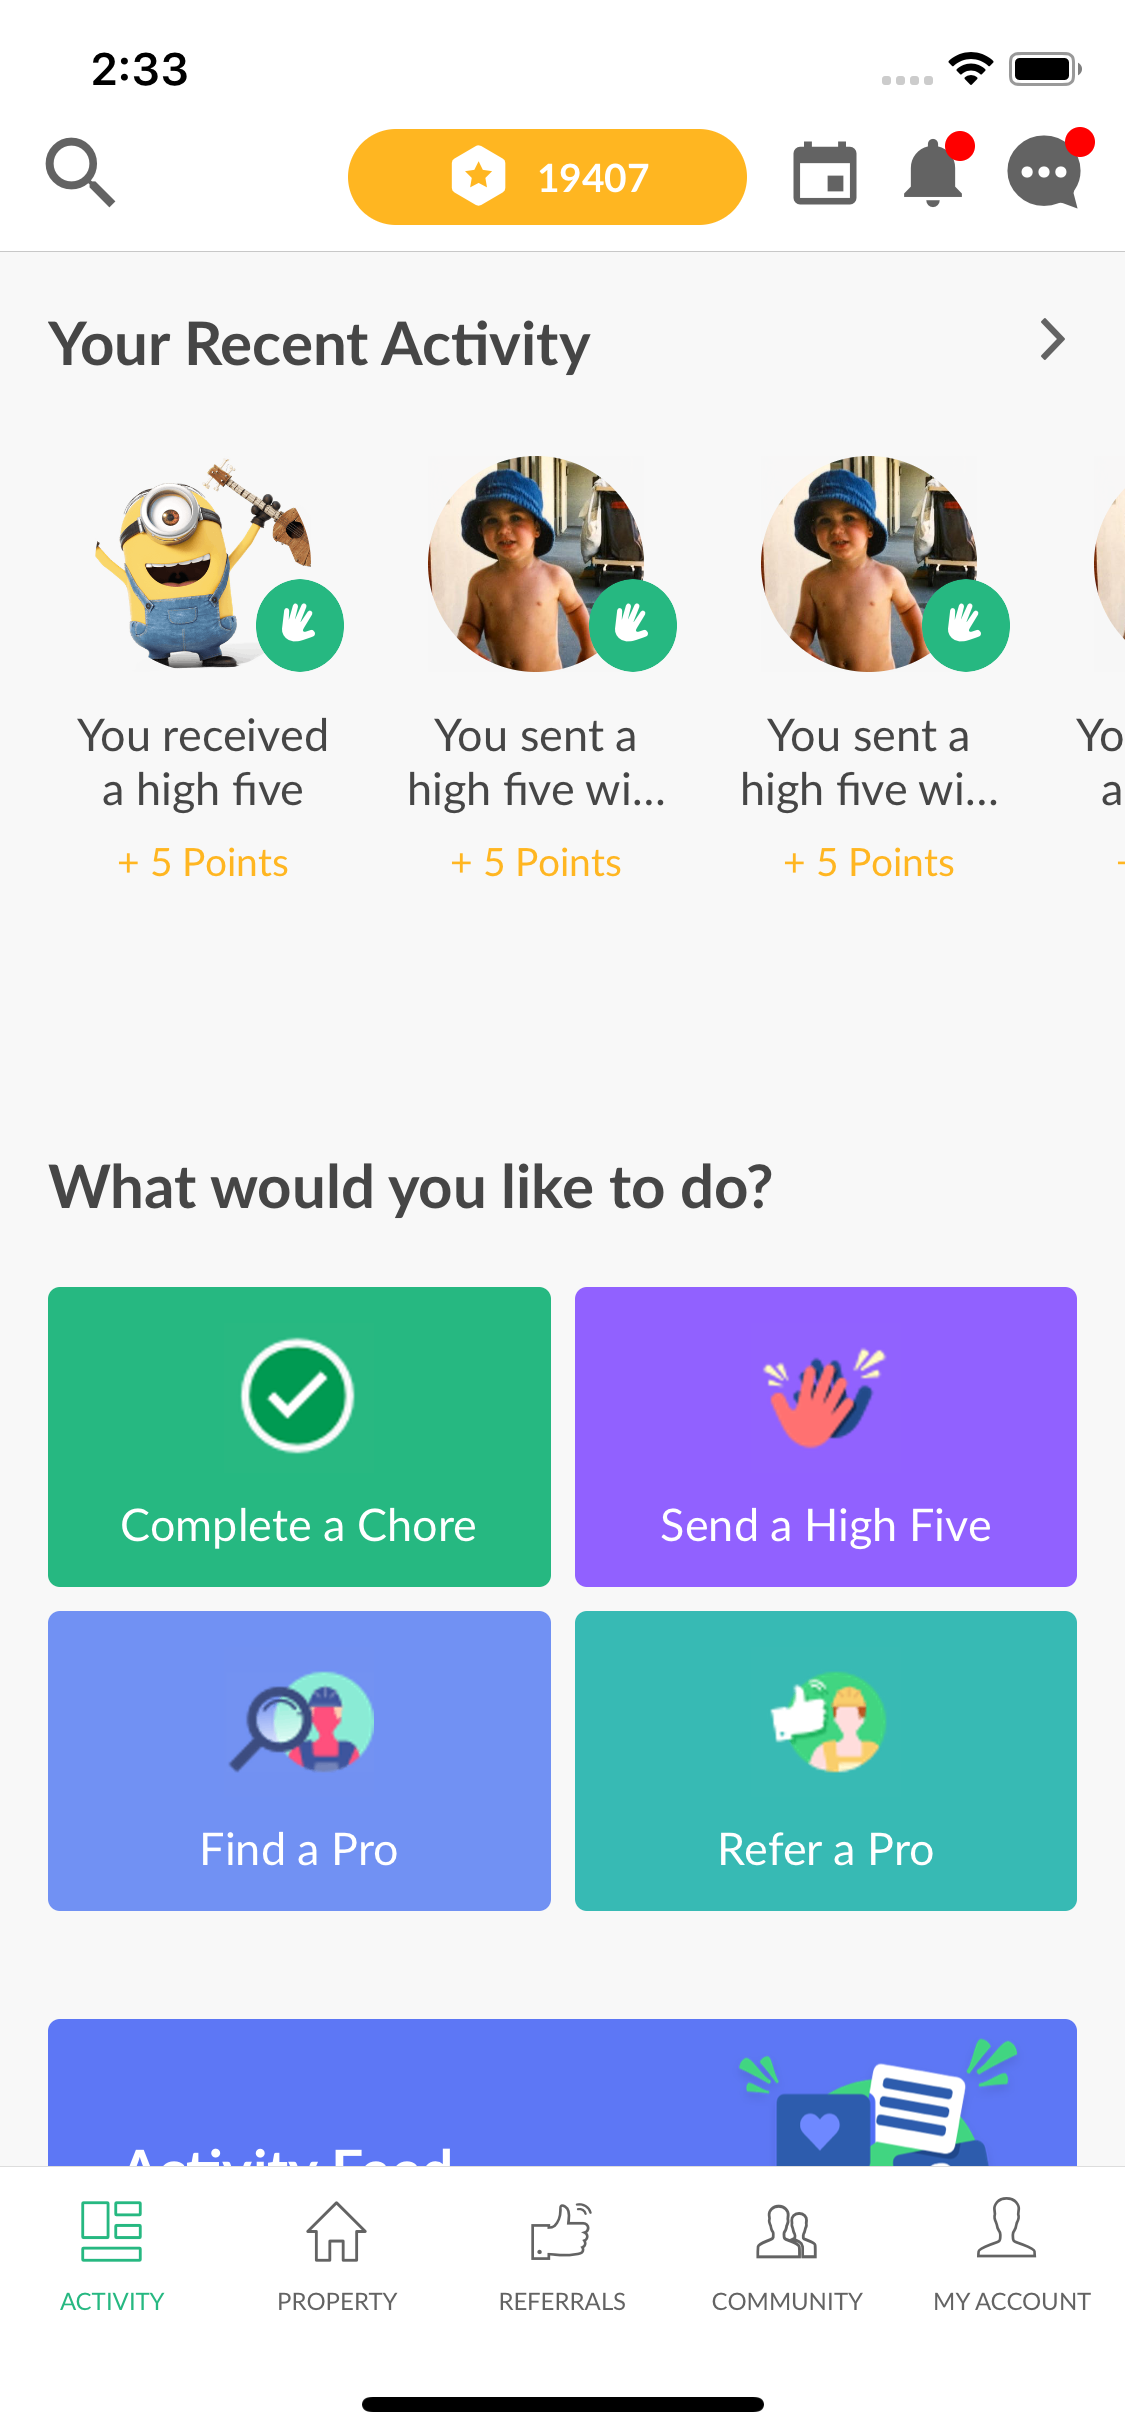 2:33
19407
Your Recent Activity
You received
a high five
+ 5 Points
You sent a
high five wi...
+ 5 Points
You sent a
high five wi...
+ 5 Points
Yo
a
What would you like to do?
Complete a Chore
Send a High Five
Find a Pro
Refer a Pro
Activity Feed
ACTIVITY
PROPERTY
REFERRALS
COMMUNITY
MY ACCOUNT